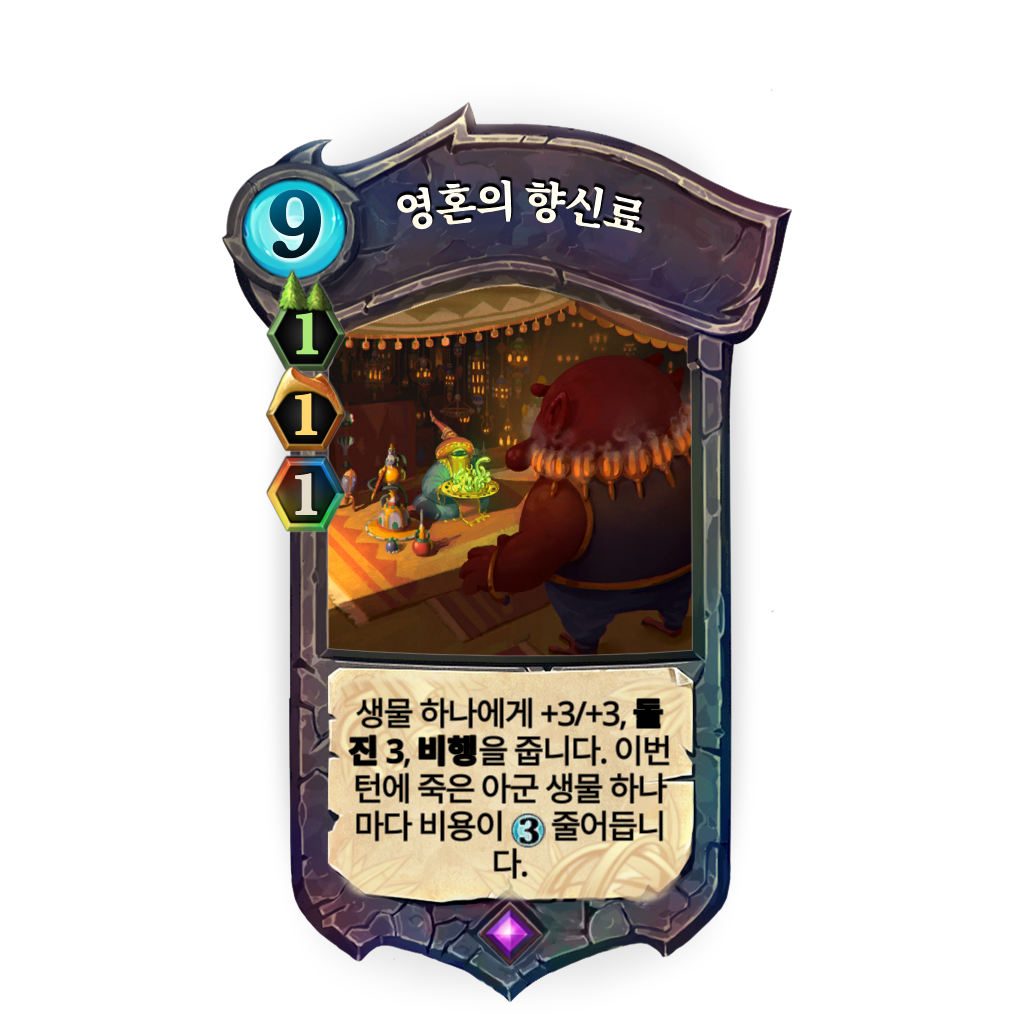 9
영혼의 향신료
1
1
1
생물 하나에게 +3/+3, 돌
진 3, 비행을 줍니다. 이번
턴에 죽은 아군 생물 하나
마다 비용이 3 줄어듭니
다.